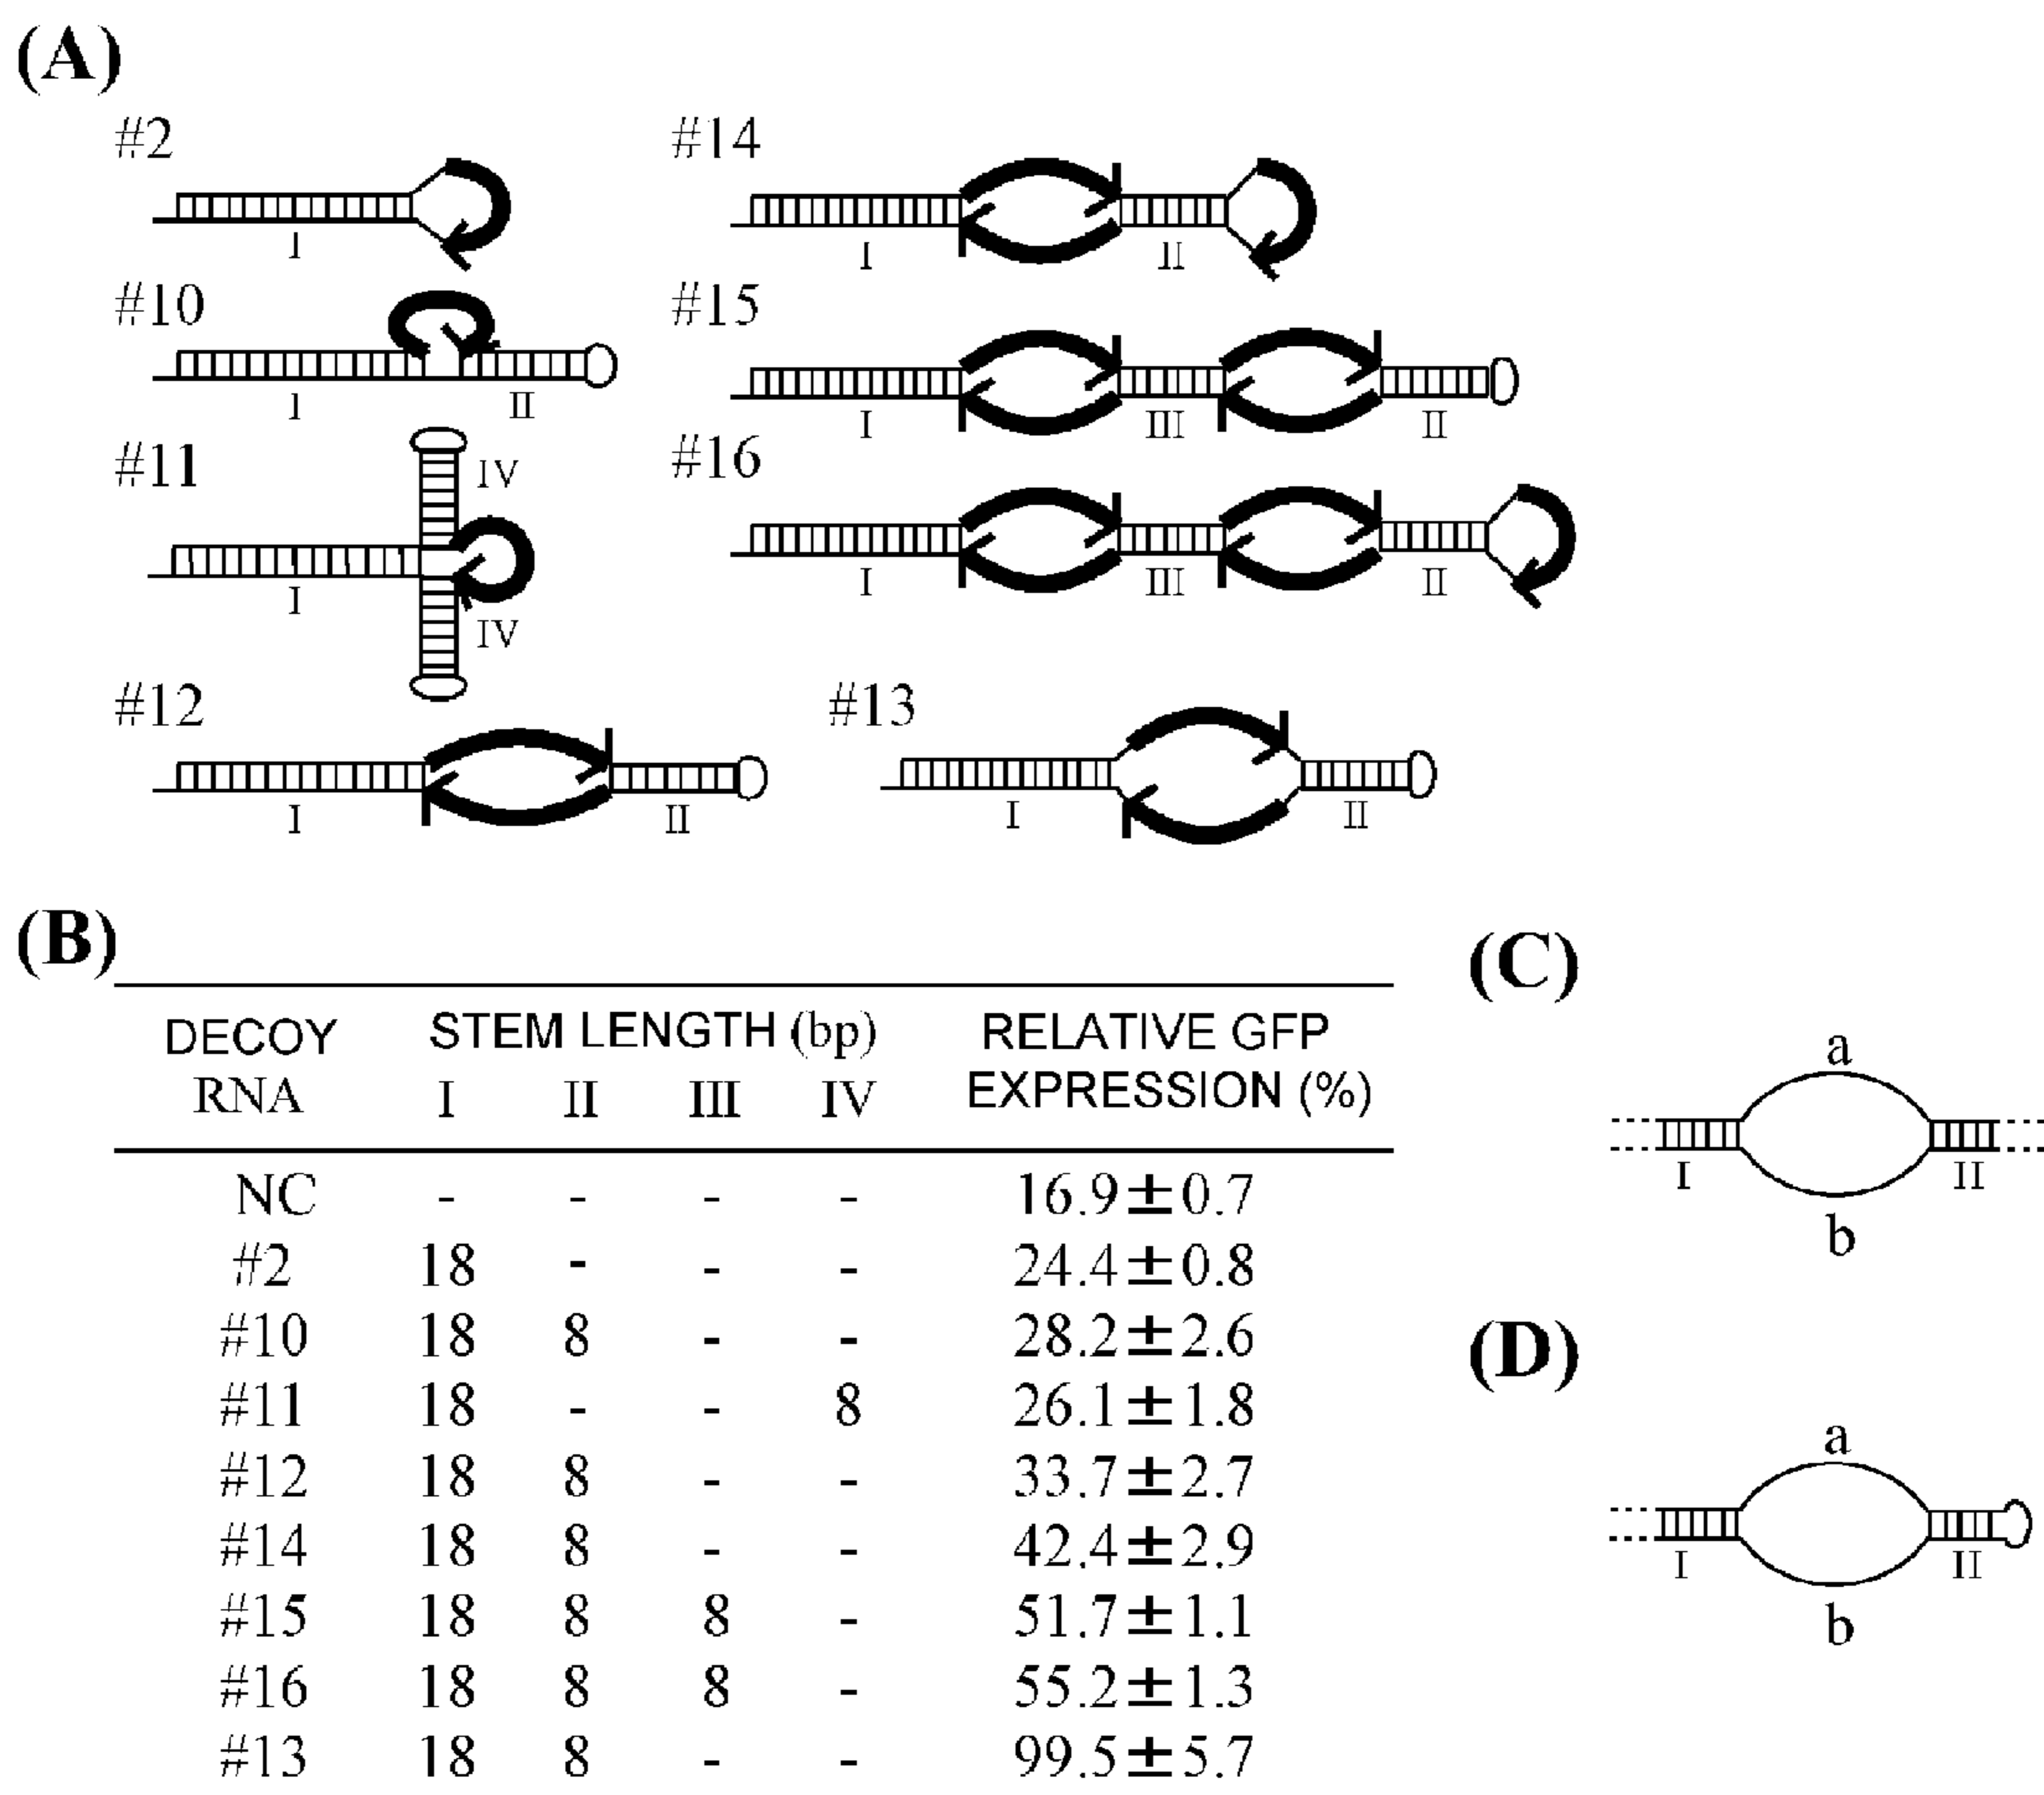 (A)
#2
I
#14
I II
#10
I II
#15
I III II
#11
IV
I
IV
#16
I III II
#12
I II
#13
I II
(B)
DECOY RNA STEM LENGTH (bp) RELATIVE GFP EXPRESSION (%)
I II III IV
NC - - - - 16.9±0.7
#2 18 - - - 24.4±0.8
#10 18 8 - - 28.2±2.6
#11 18 - - 8 26.1±1.8
#12 18 8 - - 33.7±2.7
#14 18 8 - - 42.4±2.9
#15 18 8 8 - 51.7±1.1
#16 18 8 8 - 55.2±1.3
#13 18 8 - - 99.5±5.7
(C)
a
I II
b
(D)
a
I II
b